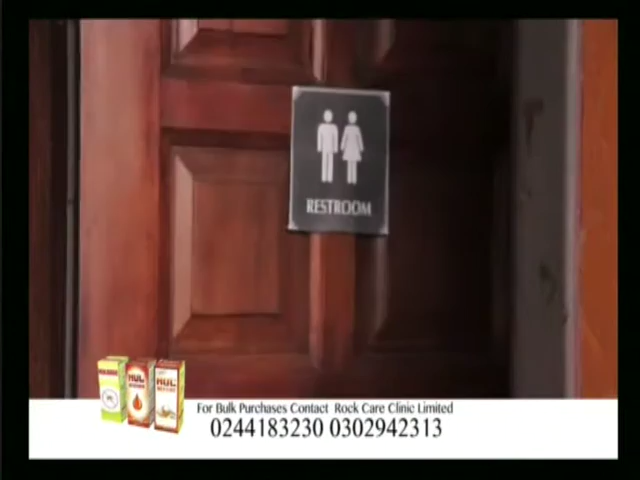 RESTROOM
For Bulk Purchases Contact Rock Care Clinic Limited
0244183230 0302942313